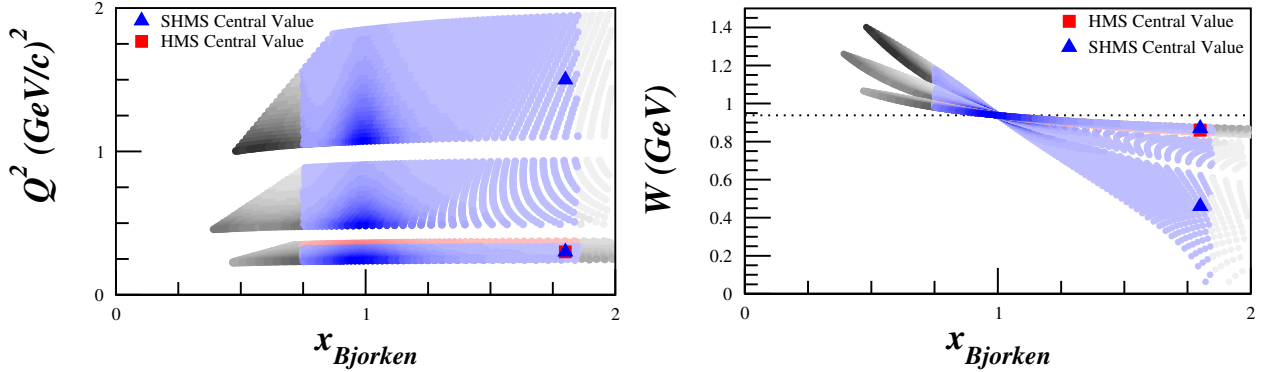 2
1
0
Q² (GeV/c)²
SHMS Central Value
HMS Central Value
0
1
2
x_Bjorken
1.4
1.2
1
0.8
0.6
0.4
0.2
0
W (GeV)
HMS Central Value
SHMS Central Value
0
1
2
x_Bjorken